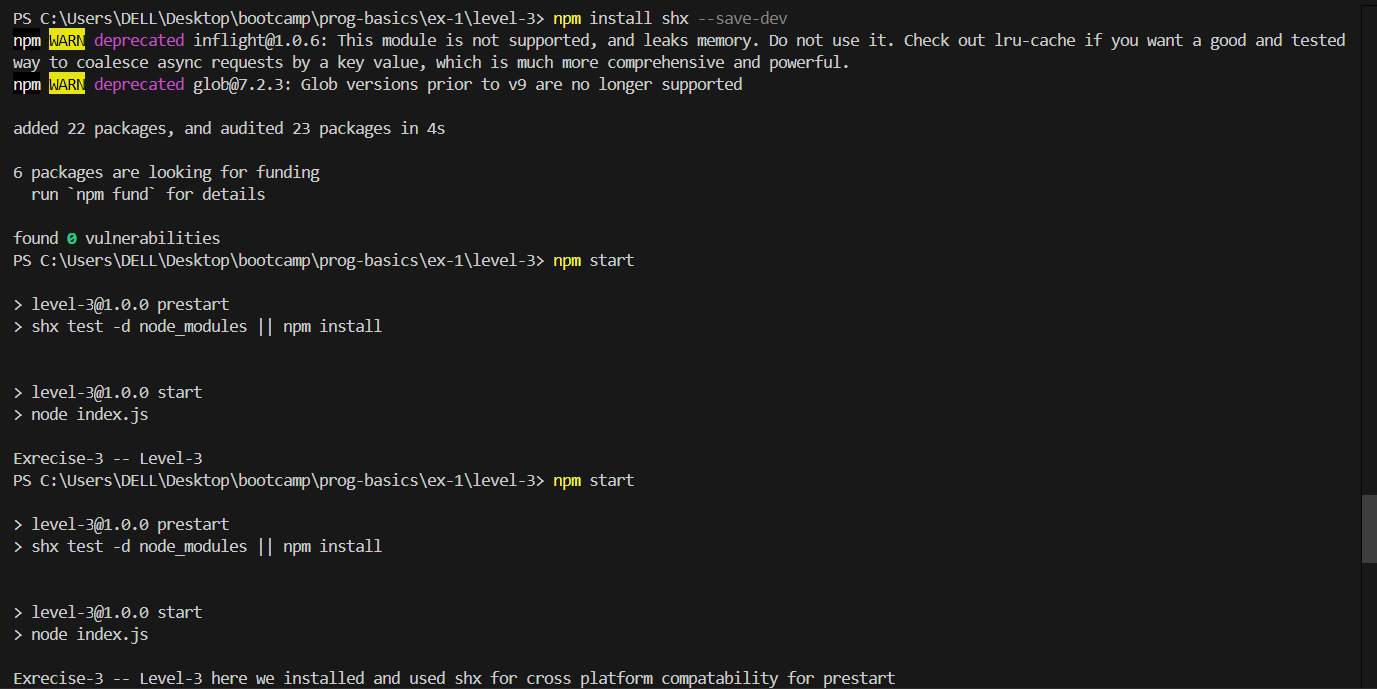 PS C:\Users\DELL\Desktop\bootcamp\prog-basics\ex-1\level-3> npm install shx --save-dev
npm WARN deprecated inflight@1.0.6: This module is not supported, and leaks memory. Do not use it. Check out lru-cache if you want a good and tested
way to coalesce async requests by a key value, which is much more comprehensive and powerful.
npm WARN deprecated glob@7.2.3: Glob versions prior to v9 are no longer supported
added 22 packages, and audited 23 packages in 4s
6 packages are looking for funding
run `npm fund` for details
found 0 vulnerabilities
PS C:\Users\DELL\Desktop\bootcamp\prog-basics\ex-1\level-3> npm start
> level-3@1.0.0 prestart
> shx test -d node_modules || npm install
> level-3@1.0.0 start
> node index.js
Exrecise-3 -- Level-3
PS C:\Users\DELL\Desktop\bootcamp\prog-basics\ex-1\level-3> npm start
> level-3@1.0.0 prestart
> shx test -d node_modules || npm install
> level-3@1.0.0 start
> node index.js
Exrecise-3 -- Level-3 here we installed and used shx for cross platform compatability for prestart